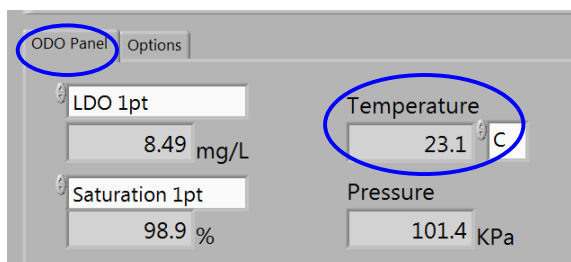 ODO Panel Options
LDO 1pt
8.49 mg/L
Saturation 1pt
98.9 %
Temperature
23.1 C
Pressure
101.4 KPa